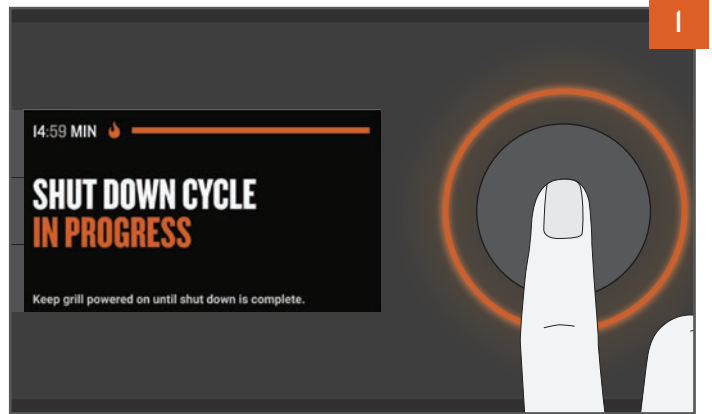 1
14:59 MIN
SHUT DOWN CYCLE
IN PROGRESS
Keep grill powered on until shut down is complete.